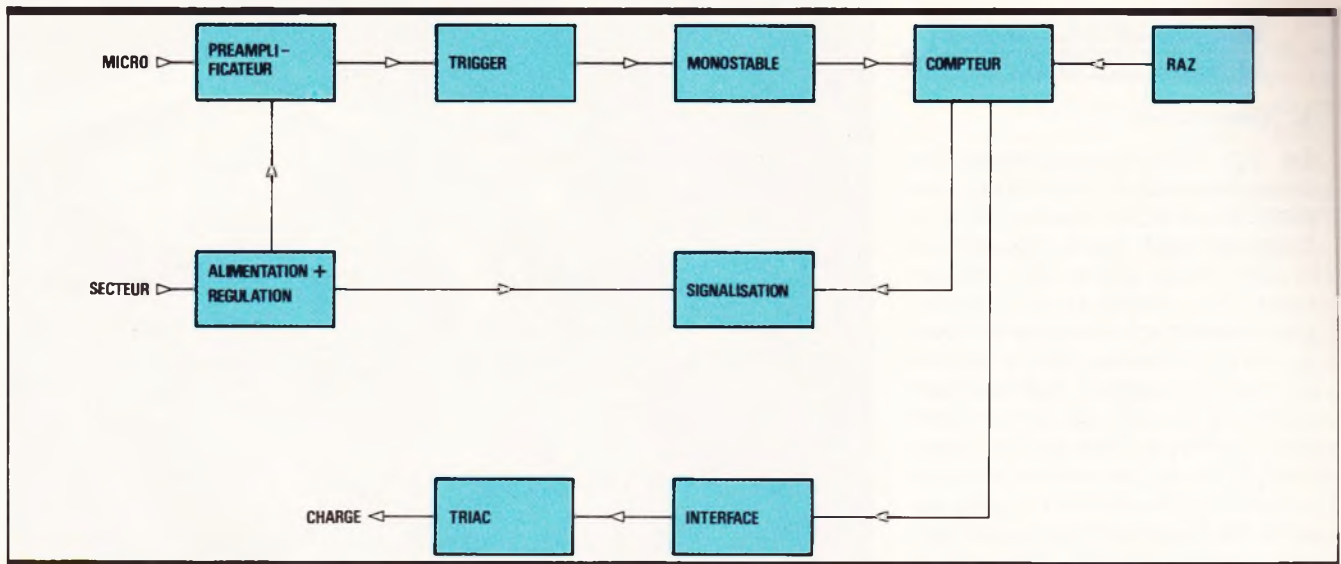 MICRO
PREAMPLI-
FICATEUR
TRIGGER
MONOSTABLE
COMPTEUR
RAZ
SECTEUR
ALIMENTATION +
REGULATION
SIGNALISATION
CHARGE
TRIAC
INTERFACE